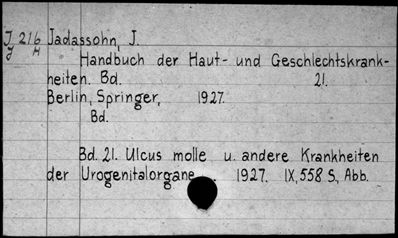 J 216 Jadassohn, J.
J H Handbuch der Haut- und Geschlechtskrank-
heiten. Bd. 21.
Berlin, Springer, 1927.
Bd.
Bd. 21. Ulcus molle u. andere Krankheiten
der Urogenitalorgane. 1927. IX, 558 S., Abb.